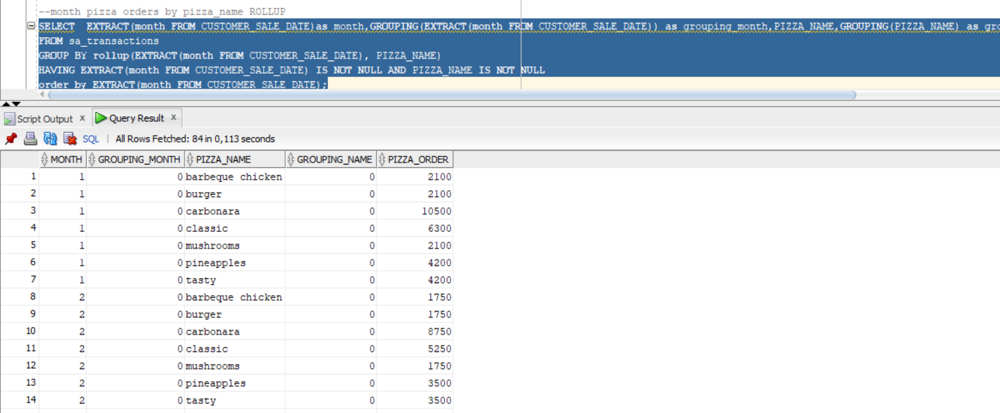 --month pizza orders by pizza_name ROLLUP
SELECT  EXTRACT(month FROM CUSTOMER_SALE_DATE)as month,GROUPING(EXTRACT(month FROM CUSTOMER_SALE_DATE)) as grouping_month,PIZZA_NAME,GROUPING(PIZZA_NAME) as gro
FROM sa_transactions
GROUP BY rollup(EXTRACT(month FROM CUSTOMER_SALE_DATE), PIZZA_NAME)
HAVING EXTRACT(month FROM CUSTOMER_SALE_DATE) IS NOT NULL AND PIZZA_NAME IS NOT NULL
order by EXTRACT(month FROM CUSTOMER_SALE_DATE);
Script Output x Query Result x
SQL | All Rows Fetched: 84 in 0,113 seconds
MONTH GROUPING_MONTH PIZZA_NAME GROUPING_NAME PIZZA_ORDER
1 1 0 barbeque chicken 0 2100
2 1 0 burger 0 2100
3 1 0 carbonara 0 10500
4 1 0 classic 0 6300
5 1 0 mushrooms 0 2100
6 1 0 pineapples 0 4200
7 1 0 tasty 0 4200
8 2 0 barbeque chicken 0 1750
9 2 0 burger 0 1750
10 2 0 carbonara 0 8750
11 2 0 classic 0 5250
12 2 0 mushrooms 0 1750
13 2 0 pineapples 0 3500
14 2 0 tasty 0 3500